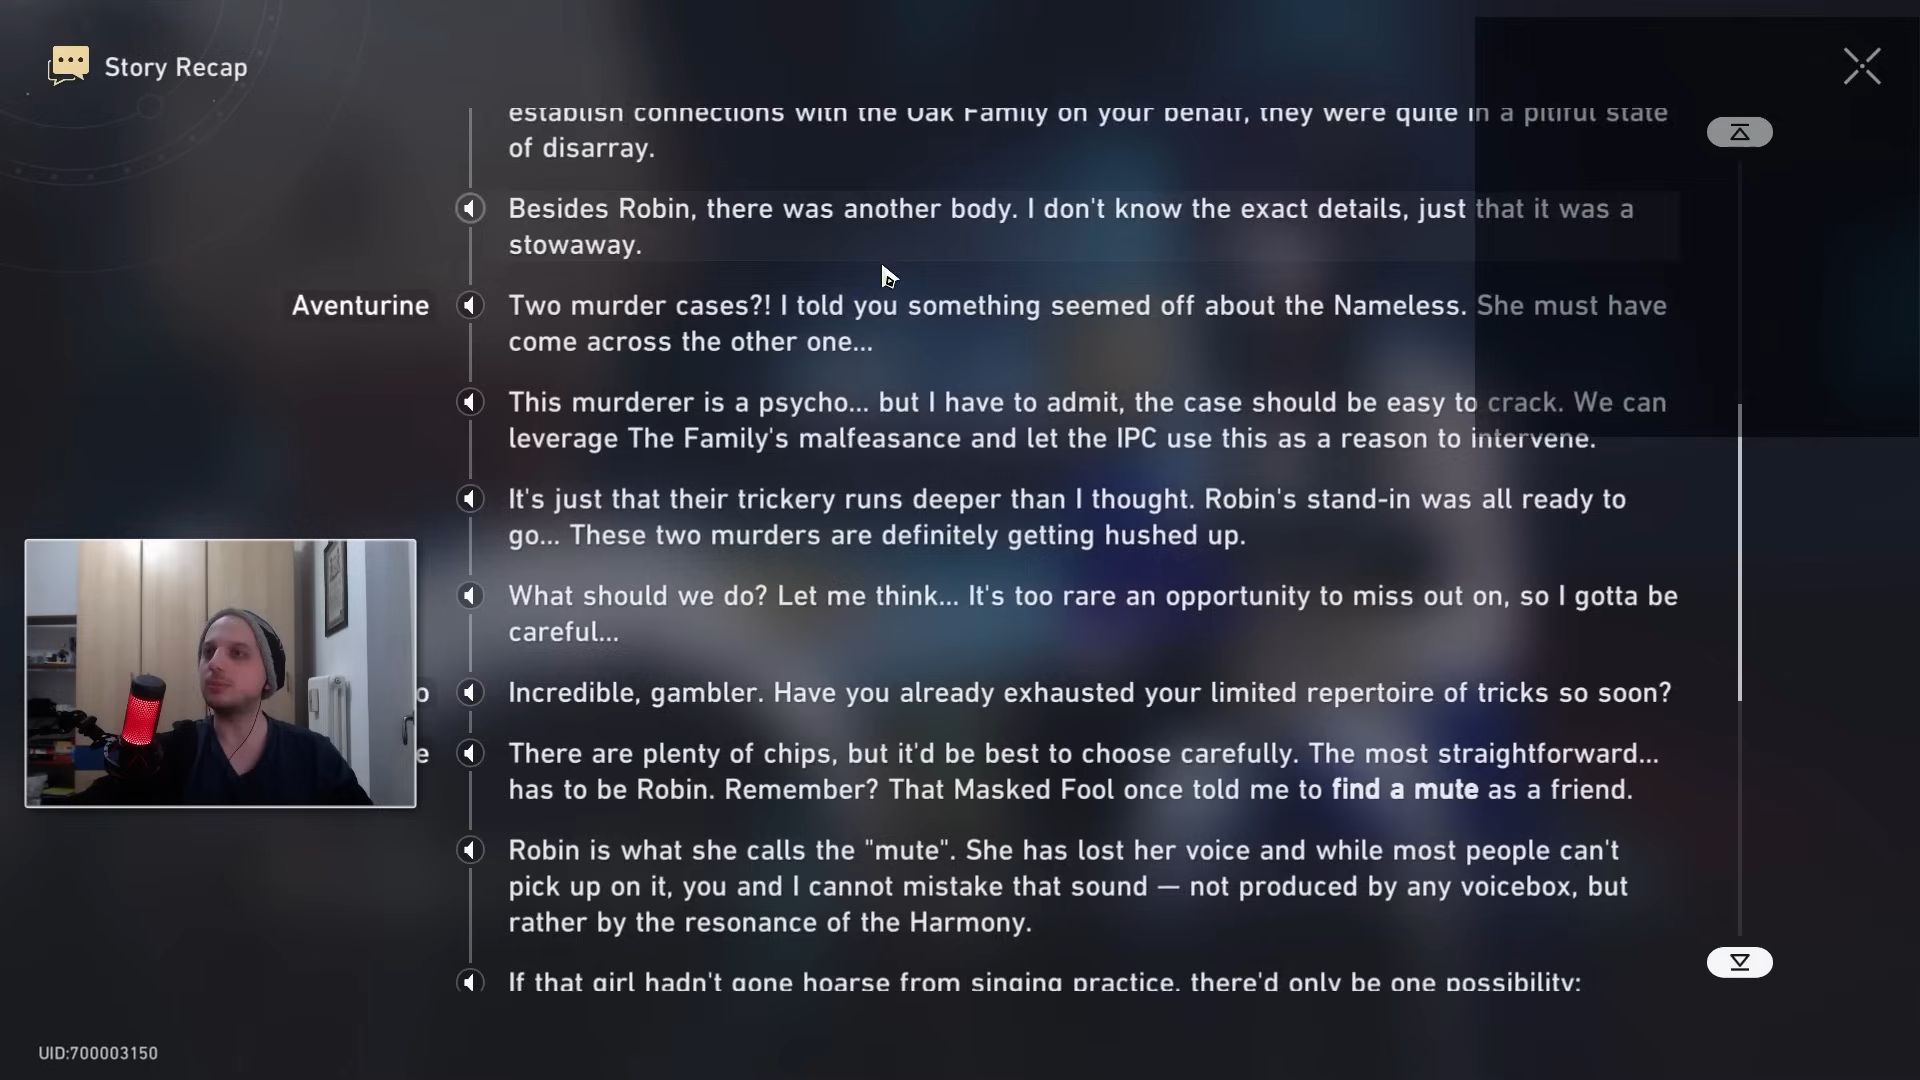 Story Recap
establish connections with the Oak Family on your behalf, they were quite in a pitiful state
of disarray.
Besides Robin, there was another body. I don't know the exact details, just that it was a
stowaway.
Aventurine
Two murder cases?! I told you something seemed off about the Nameless. She must have
come across the other one...
This murderer is a psycho... but I have to admit, the case should be easy to crack. We can
leverage The Family's malfeasance and let the IPC use this as a reason to intervene.
It's just that their trickery runs deeper than I thought. Robin's stand-in was all ready to
go... These two murders are definitely getting hushed up.
What should we do? Let me think... It's too rare an opportunity to miss out on, so I gotta be
careful...
o
Incredible, gambler. Have you already exhausted your limited repertoire of tricks so soon?
e
There are plenty of chips, but it'd be best to choose carefully. The most straightforward...
has to be Robin. Remember? That Masked Fool once told me to find a mute as a friend.
Robin is what she calls the "mute". She has lost her voice and while most people can't
pick up on it, you and I cannot mistake that sound — not produced by any voicebox, but
rather by the resonance of the Harmony.
If that girl hadn't gone hoarse from singing practice, there'd only be one possibility:
UID:700003150